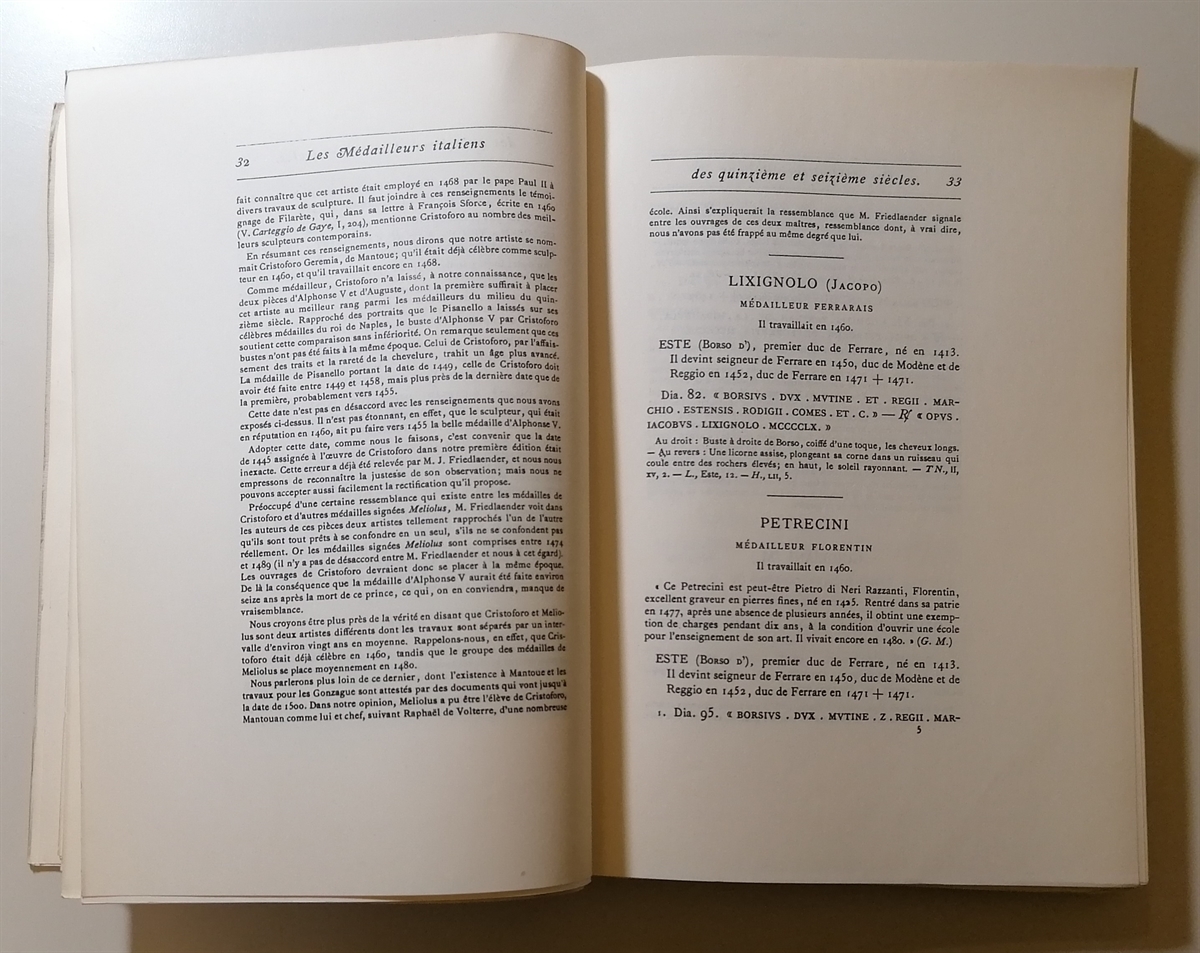 32 Les Médailleurs italiens
fait connaître que cet artiste était employé en 1468 par le pape Paul II à
divers travaux de sculpture. Il faut joindre à ces renseignements le témoi-
gnage de Filarète, qui, dans sa lettre à François Sforce, écrite en 1460
(V. Carteggio de Gaye, I, 204), mentionne Cristoforo au nombre des meil-
leurs sculpteurs contemporains.
En résumant ces renseignements, nous dirons que notre artiste se nom-
mait Cristoforo Geremia, de Mantoue; qu'il était déjà célèbre comme sculp-
teur en 1460, et qu'il travaillait encore en 1468.
Comme médailleur, Cristoforo n'a laissé, à notre connaissance, que les
deux pièces d'Alphonse V et d'Auguste, dont la première suffirait à placer
cet artiste au meilleur rang parmi les médailleurs du milieu du quin-
zième siècle. Rapproché des portraits que le Pisanello a laissés sur ses
célèbres médailles du roi de Naples, le buste d'Alphonse V par Cristoforo
soutient cette comparaison sans infériorité. On remarque seulement que ces
bustes n'ont pas été faits à la même époque. Celui de Cristoforo, par l'affais-
sement des traits et la rareté de la chevelure, trahit un âge plus avancé.
La médaille de Pisanello portant la date de 1449, celle de Cristoforo doit
avoir été faite entre 1449 et 1458, mais plus près de la dernière date que de
la première, probablement vers 1455.
Cette date n'est pas en désaccord avec les renseignements que nous avons
exposés ci-dessus. Il n'est pas étonnant, en effet, que le sculpteur, qui était
en réputation en 1460, ait pu faire vers 1455 la belle médaille d'Alphonse V.
Adopter cette date, comme nous le faisons, c'est convenir que la date
de 1445 assignée à l'œuvre de Cristoforo dans notre première édition était
inexacte. Cette erreur a déjà été relevée par M. J. Friedlaender, et nous nous
empressons de reconnaître la justesse de son observation; mais nous ne
pouvons accepter aussi facilement la rectification qu'il propose.
Préoccupé d'une certaine ressemblance qui existe entre les médailles de
Cristoforo et d'autres médailles signées Meliolus, M. Friedlaender voit dans
les auteurs de ces pièces deux artistes tellement rapprochés l'un de l'autre
qu'ils sont tout prêts à se confondre en un seul, s'ils ne se confondent pas
réellement. Or les médailles signées Meliolus sont comprises entre 1474
et 1489 (il n'y a pas de désaccord entre M. Friedlaender et nous à cet égard).
Les ouvrages de Cristoforo devraient donc se placer à la même époque.
De là la conséquence que la médaille d'Alphonse V aurait été faite environ
seize ans après la mort de ce prince, ce qui, on en conviendra, manque de
vraisemblance.
Nous croyons être plus près de la vérité en disant que Cristoforo et Melio-
lus sont deux artistes différents dont les travaux sont séparés par un inter-
valle d'environ vingt ans en moyenne. Rappelons-nous, en effet, que Cris-
toforo était déjà célèbre en 1460, tandis que le groupe des médailles de
Meliolus se place moyennement en 1480.
Nous parlerons plus loin de ce dernier, dont l'existence à Mantoue et les
travaux pour les Gonzague sont attestés par des documents qui vont jusqu'à
la date de 1500. Dans notre opinion, Meliolus a pu être l'élève de Cristoforo,
Mantouan comme lui et chef, suivant Raphaël de Volterre, d'une nombreuse
des quinzième et seizième siècles. 33
école. Ainsi s'expliquerait la ressemblance que M. Friedlaender signale
entre les ouvrages de ces deux maîtres, ressemblance dont, à vrai dire,
nous n'avons pas été frappé au même degré que lui.
LIXIGNOLO (JACOPO)
MÉDAILLEUR FERRARAIS
Il travaillait en 1460.
ESTE (BORSO D'), premier duc de Ferrare, né en 1413.
Il devint seigneur de Ferrare en 1450, duc de Modène et de
Reggio en 1452, duc de Ferrare en 1471 + 1471.
Dia. 82. « BORSIVS . DVX . MVTINE . ET . REGII . MAR-
CHIO . ESTENSIS . RODIGII . COMES . ET . C. » — ℟ « OPVS .
IACOBVS . LIXIGNOLO . MCCCCLX. »
Au droit : Buste à droite de Borso, coiffé d'une toque, les cheveux longs.
— Au revers : Une licorne assise, plongeant sa corne dans un ruisseau qui
coule entre des rochers élevés; en haut, le soleil rayonnant. — TN., II,
XV, 2. — L., Este, 12. — H., LII, 5.
PETRECINI
MÉDAILLEUR FLORENTIN
Il travaillait en 1460.
« Ce Petrecini est peut-être Pietro di Neri Razzanti, Florentin,
excellent graveur en pierres fines, né en 1425. Rentré dans sa patrie
en 1477, après une absence de plusieurs années, il obtint une exemp-
tion de charges pendant dix ans, à la condition d'ouvrir une école
pour l'enseignement de son art. Il vivait encore en 1480. » (G. M.)
ESTE (BORSO D'), premier duc de Ferrare, né en 1413.
Il devint seigneur de Ferrare en 1450, duc de Modène et de
Reggio en 1452, duc de Ferrare en 1471 + 1471.
1. Dia. 95. « BORSIVS . DVX . MVTINE . Z . REGII . MAR-
5